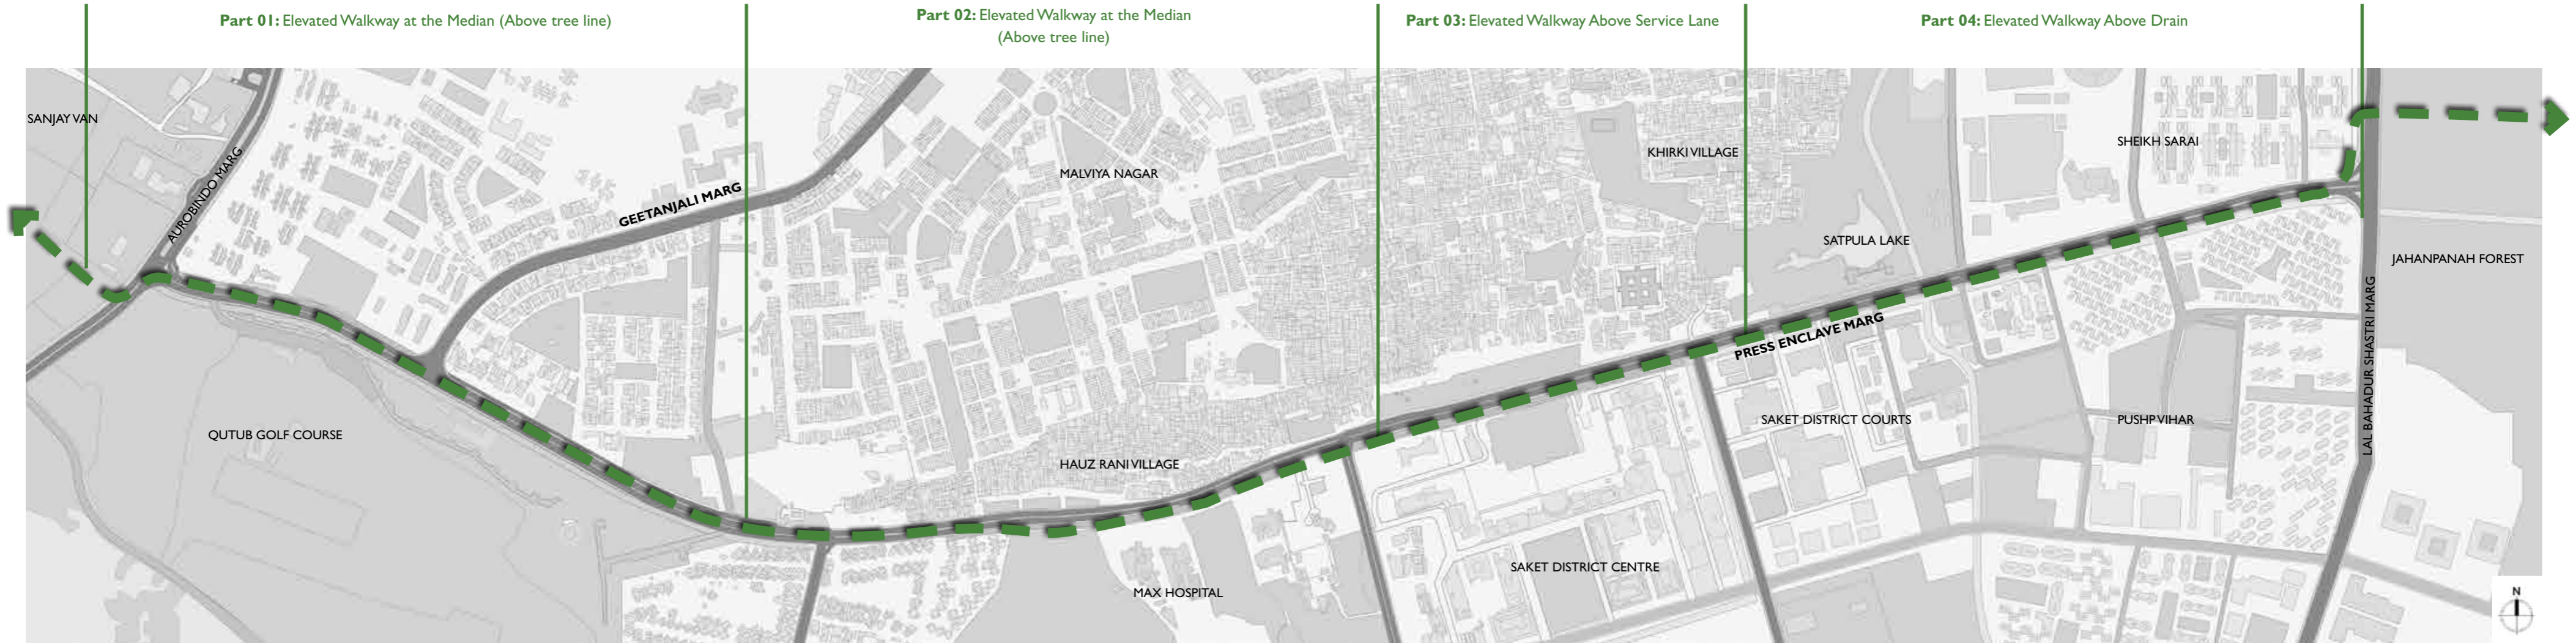 Part 01: Elevated Walkway at the Median (Above tree line)
Part 02: Elevated Walkway at the Median
(Above tree line)
Part 03: Elevated Walkway Above Service Lane
Part 04: Elevated Walkway Above Drain
SANJAY VAN
AUROBINDO MARG
GEETANJALI MARG
MALVIYA NAGAR
KHIRKI VILLAGE
SHEIKH SARAI
SATPULA LAKE
JAHANPANAH FOREST
LAL BAHADUR SHASTRI MARG
PRESS ENCLAVE MARG
QUTUB GOLF COURSE
HAUZ RANI VILLAGE
SAKET DISTRICT COURTS
PUSHP VIHAR
MAX HOSPITAL
SAKET DISTRICT CENTRE
N